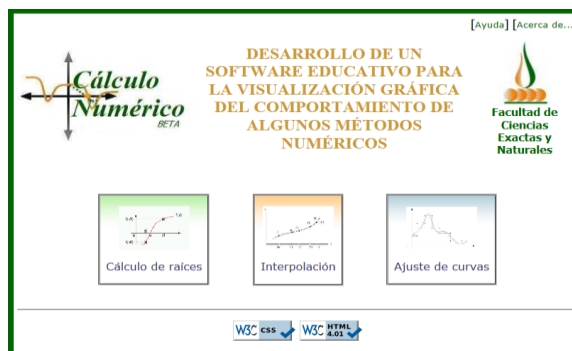 [Ayuda] [Acerca de...
Cálculo
Numérico
BETA
DESARROLLO DE UN
SOFTWARE EDUCATIVO PARA
LA VISUALIZACIÓN GRÁFICA
DEL COMPORTAMIENTO DE
ALGUNOS MÉTODOS
NUMÉRICOS
Facultad de
Ciencias
Exactas y
Naturales
Cálculo de raíces
Interpolación
Ajuste de curvas
W3C CSS
W3C HTML 4.01